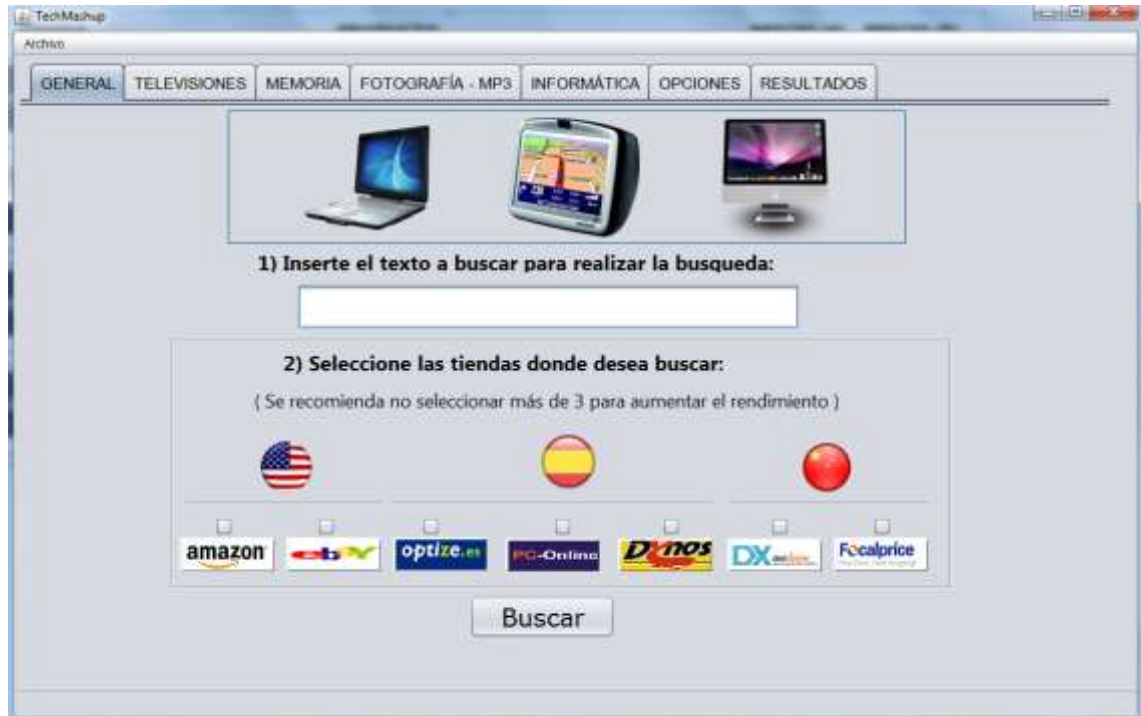 TechMashup
Archivo
GENERAL TELEVISIONES MEMORIA FOTOGRAFÍA - MP3 INFORMÁTICA OPCIONES RESULTADOS
1) Inserte el texto a buscar para realizar la busqueda:
2) Seleccione las tiendas donde desea buscar:
( Se recomienda no seleccionar más de 3 para aumentar el rendimiento )
amazon ebay optize.es PC-Online Dynos DX Focalprice
Buscar